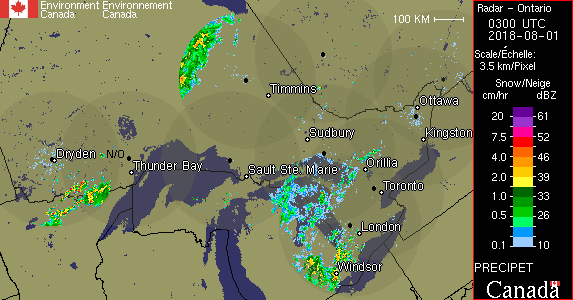 Environment Environnement
Canada Canada
100 KM
Timmins
Ottawa
Sudbury
Kingston
Dryden
N/O
Thunder Bay
Sault Ste. Marie
Orillia
Toronto
London
Windsor
Radar - Ontario
0300 UTC
2018-08-01
Scale/Échelle:
3.5 km/Pixel
Snow/Neige
cm/hr dBZ
20 61
7.5 52
4.0 46
2.0 39
1.0 33
0.5 26
0.1 10
PRECIPET
Canada